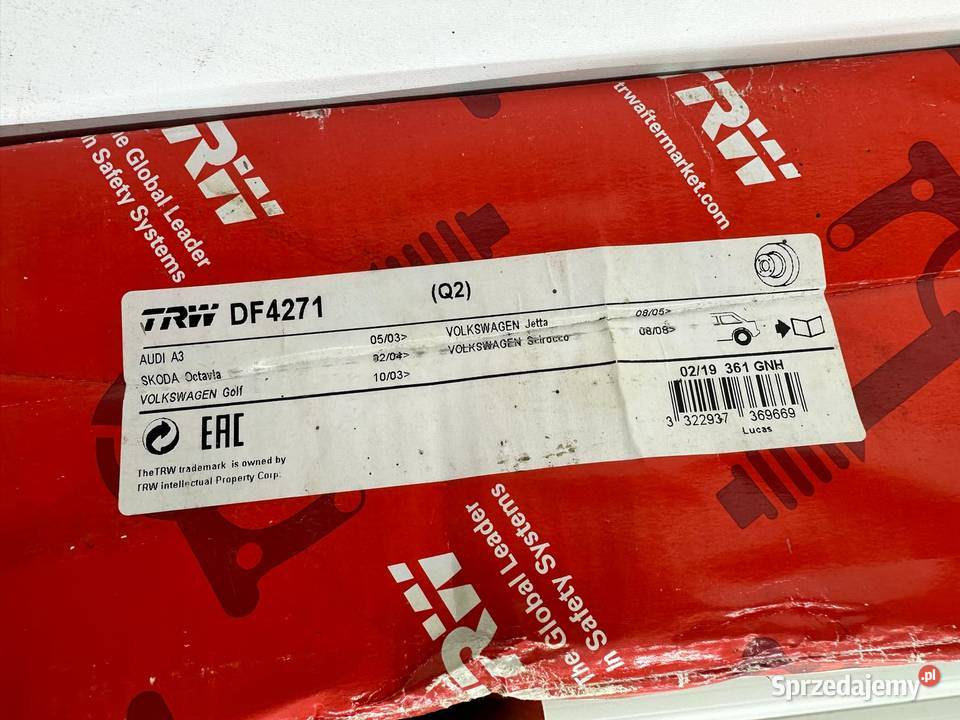 TRW
The Global Leader
In Safety Systems
TRW
trwaftermarket.com
TRW DF4271 (Q2)
AUDI A3 05/03> VOLKSWAGEN Jetta 08/05>
SKODA Octavia 02/04> VOLKSWAGEN Scirocco 08/08>
VOLKSWAGEN Golf 10/03>
02/19 361 GNH
3 322937 369669
Lucas
EAC
TheTRW trademark is owned by
TRW Intellectual Property Corp.
TRW
The Global Leader
In Safety Systems
Sprzedajemy.pl